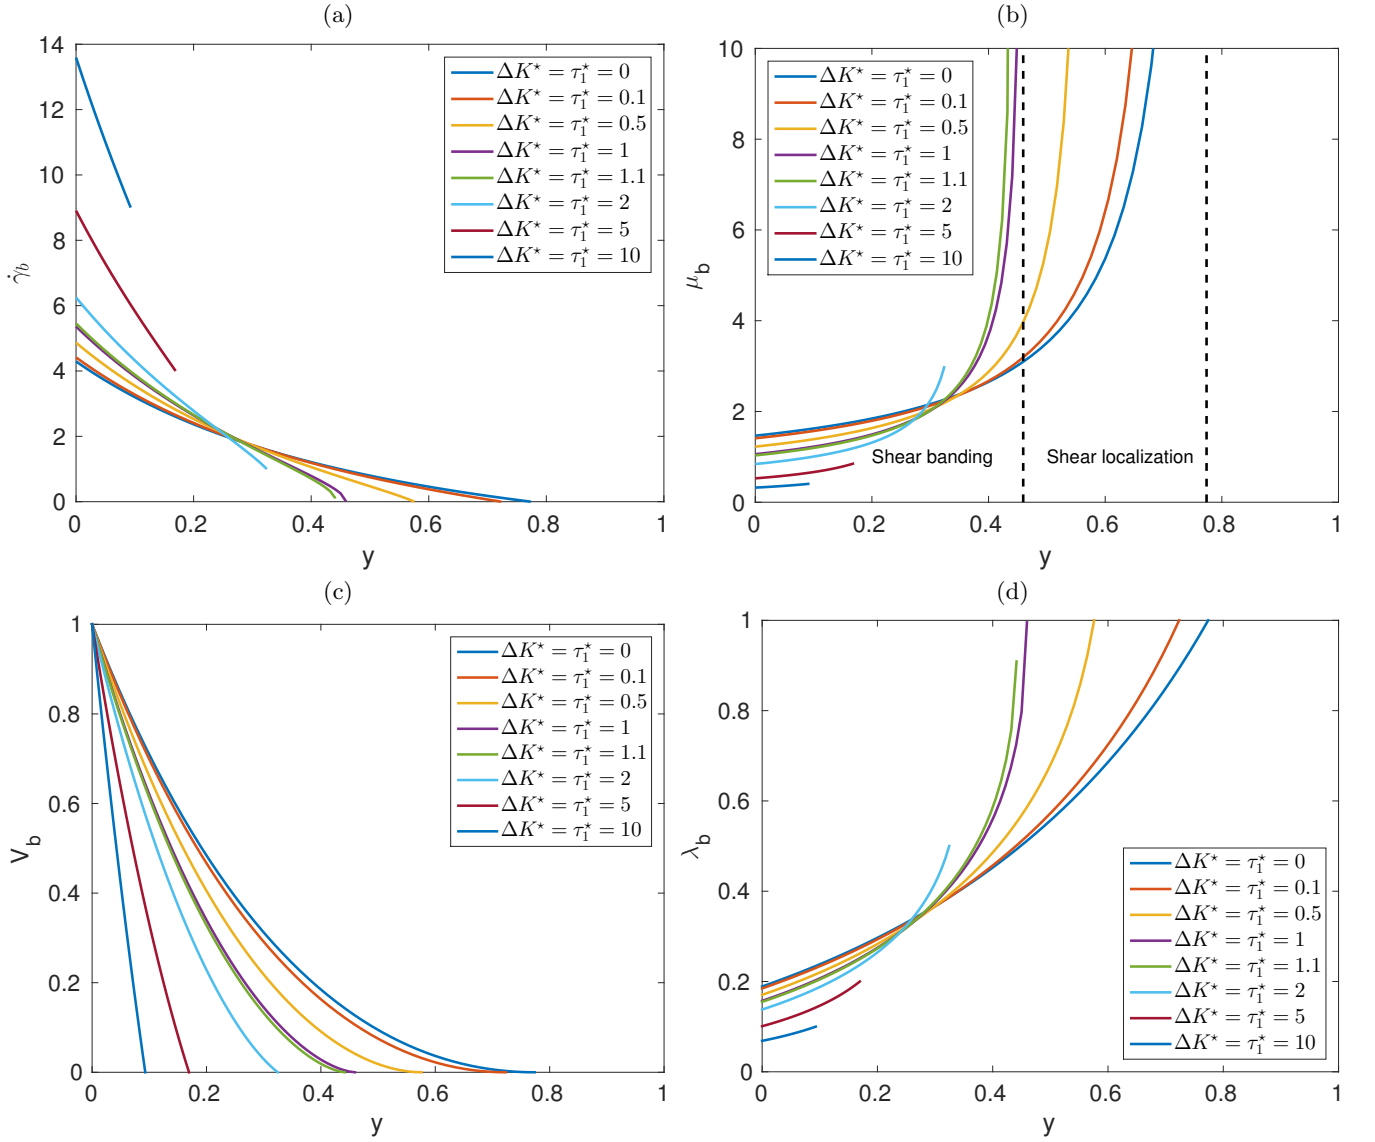 (a)
14
12
10
8
6
4
2
0
0
0.2
0.4
0.6
0.8
1
y
γ̇_b
ΔK* = τ₁* = 0
ΔK* = τ₁* = 0.1
ΔK* = τ₁* = 0.5
ΔK* = τ₁* = 1
ΔK* = τ₁* = 1.1
ΔK* = τ₁* = 2
ΔK* = τ₁* = 5
ΔK* = τ₁* = 10
(b)
10
8
6
4
2
0
0
0.2
0.4
0.6
0.8
1
y
μ_b
ΔK* = τ₁* = 0
ΔK* = τ₁* = 0.1
ΔK* = τ₁* = 0.5
ΔK* = τ₁* = 1
ΔK* = τ₁* = 1.1
ΔK* = τ₁* = 2
ΔK* = τ₁* = 5
ΔK* = τ₁* = 10
Shear banding
Shear localization
(c)
1
0.8
0.6
0.4
0.2
0
0
0.2
0.4
0.6
0.8
1
y
V_b
ΔK* = τ₁* = 0
ΔK* = τ₁* = 0.1
ΔK* = τ₁* = 0.5
ΔK* = τ₁* = 1
ΔK* = τ₁* = 1.1
ΔK* = τ₁* = 2
ΔK* = τ₁* = 5
ΔK* = τ₁* = 10
(d)
1
0.8
0.6
0.4
0.2
0
0
0.2
0.4
0.6
0.8
1
y
λ_b
ΔK* = τ₁* = 0
ΔK* = τ₁* = 0.1
ΔK* = τ₁* = 0.5
ΔK* = τ₁* = 1
ΔK* = τ₁* = 1.1
ΔK* = τ₁* = 2
ΔK* = τ₁* = 5
ΔK* = τ₁* = 10